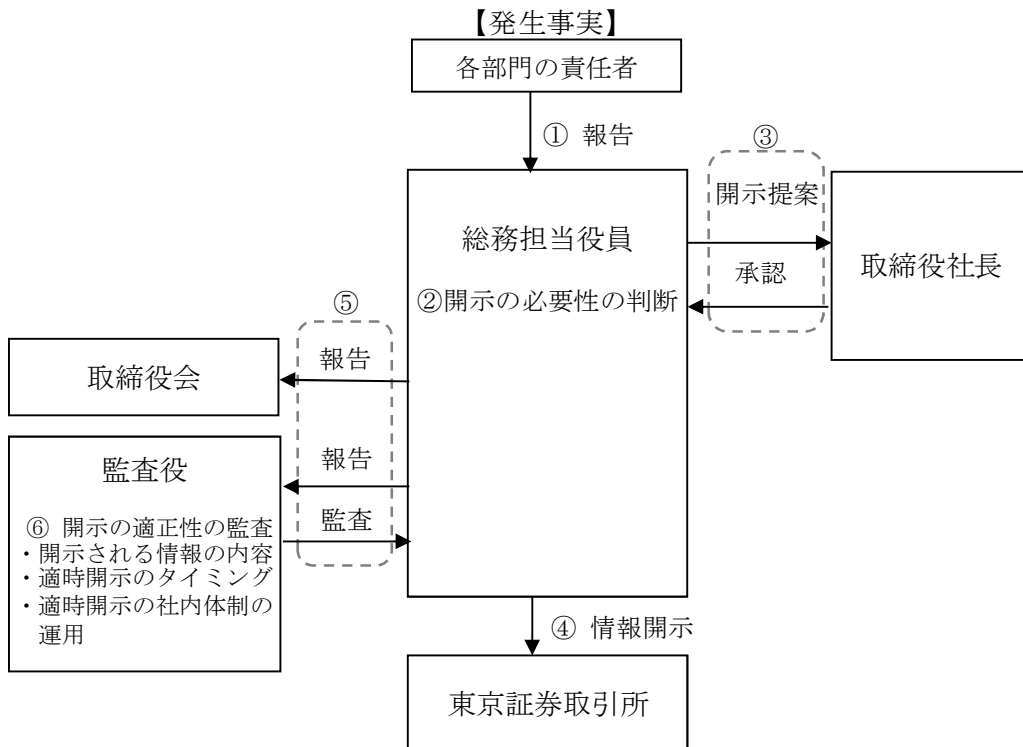 【発生事実】
各部門の責任者
① 報告
③
開示提案
総務担当役員
承認
取締役社長
②開示の必要性の判断
⑤
報告
取締役会
報告
監査役
監査
⑥ 開示の適正性の監査
・開示される情報の内容
・適時開示のタイミング
・適時開示の社内体制の
運用
④ 情報開示
東京証券取引所